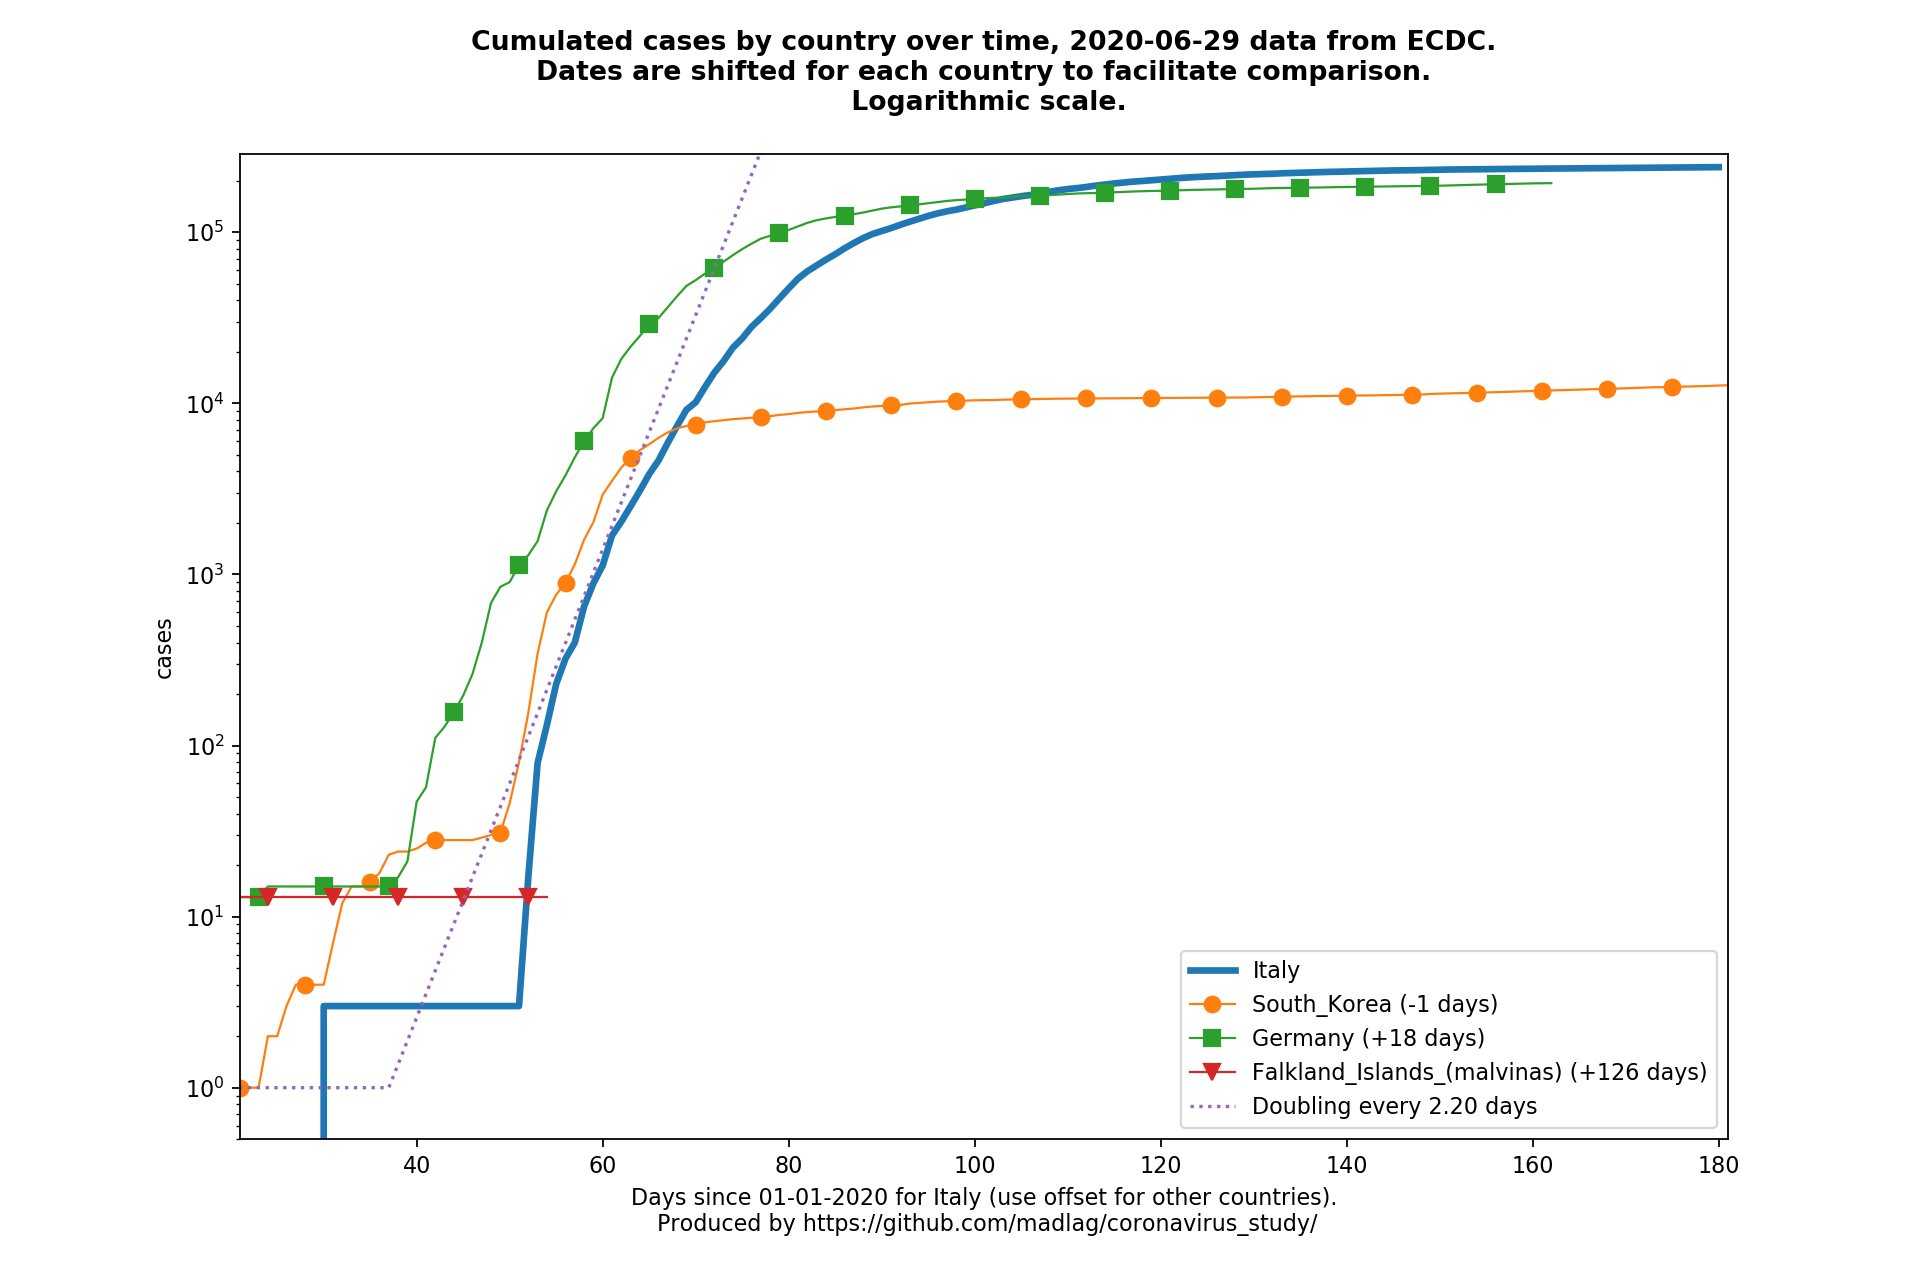 Cumulated cases by country over time, 2020-06-29 data from ECDC.
Dates are shifted for each country to facilitate comparison.
Logarithmic scale.
cases
10^5
10^4
10^3
10^2
10^1
10^0
Italy
South_Korea (-1 days)
Germany (+18 days)
Falkland_Islands_(malvinas) (+126 days)
Doubling every 2.20 days
40 60 80 100 120 140 160 180
Days since 01-01-2020 for Italy (use offset for other countries).
Produced by https://github.com/madlag/coronavirus_study/